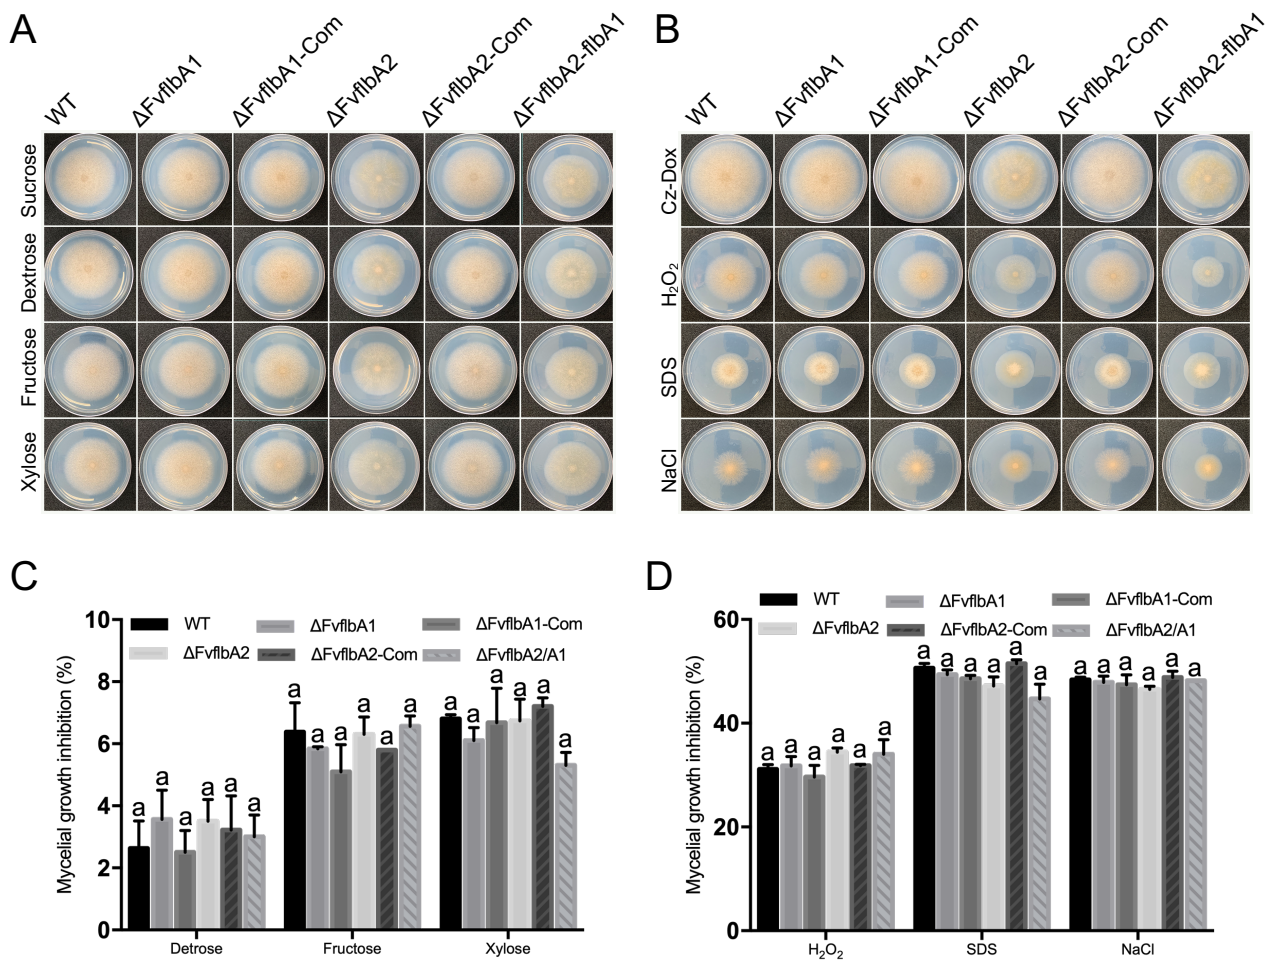 A
WT
ΔFvflbA1
ΔFvflbA1-Com
ΔFvflbA2
ΔFvflbA2-Com
ΔFvflbA2-flbA1
Sucrose
Dextrose
Fructose
Xylose
B
WT
ΔFvflbA1
ΔFvflbA1-Com
ΔFvflbA2
ΔFvflbA2-Com
ΔFvflbA2-flbA1
Cz-Dox
H₂O₂
SDS
NaCl
C
Mycelial growth inhibition (%)
10
8
6
4
2
0
WT
ΔFvflbA1
ΔFvflbA1-Com
ΔFvflbA2
ΔFvflbA2-Com
ΔFvflbA2/A1
a a a a a a
a a a a a a
a a a a a a
Detrose
Fructose
Xylose
D
Mycelial growth inhibition (%)
60
40
20
0
WT
ΔFvflbA1
ΔFvflbA1-Com
ΔFvflbA2
ΔFvflbA2-Com
ΔFvflbA2/A1
a a a a a a
a a a a a a
a a a a a a
H₂O₂
SDS
NaCl